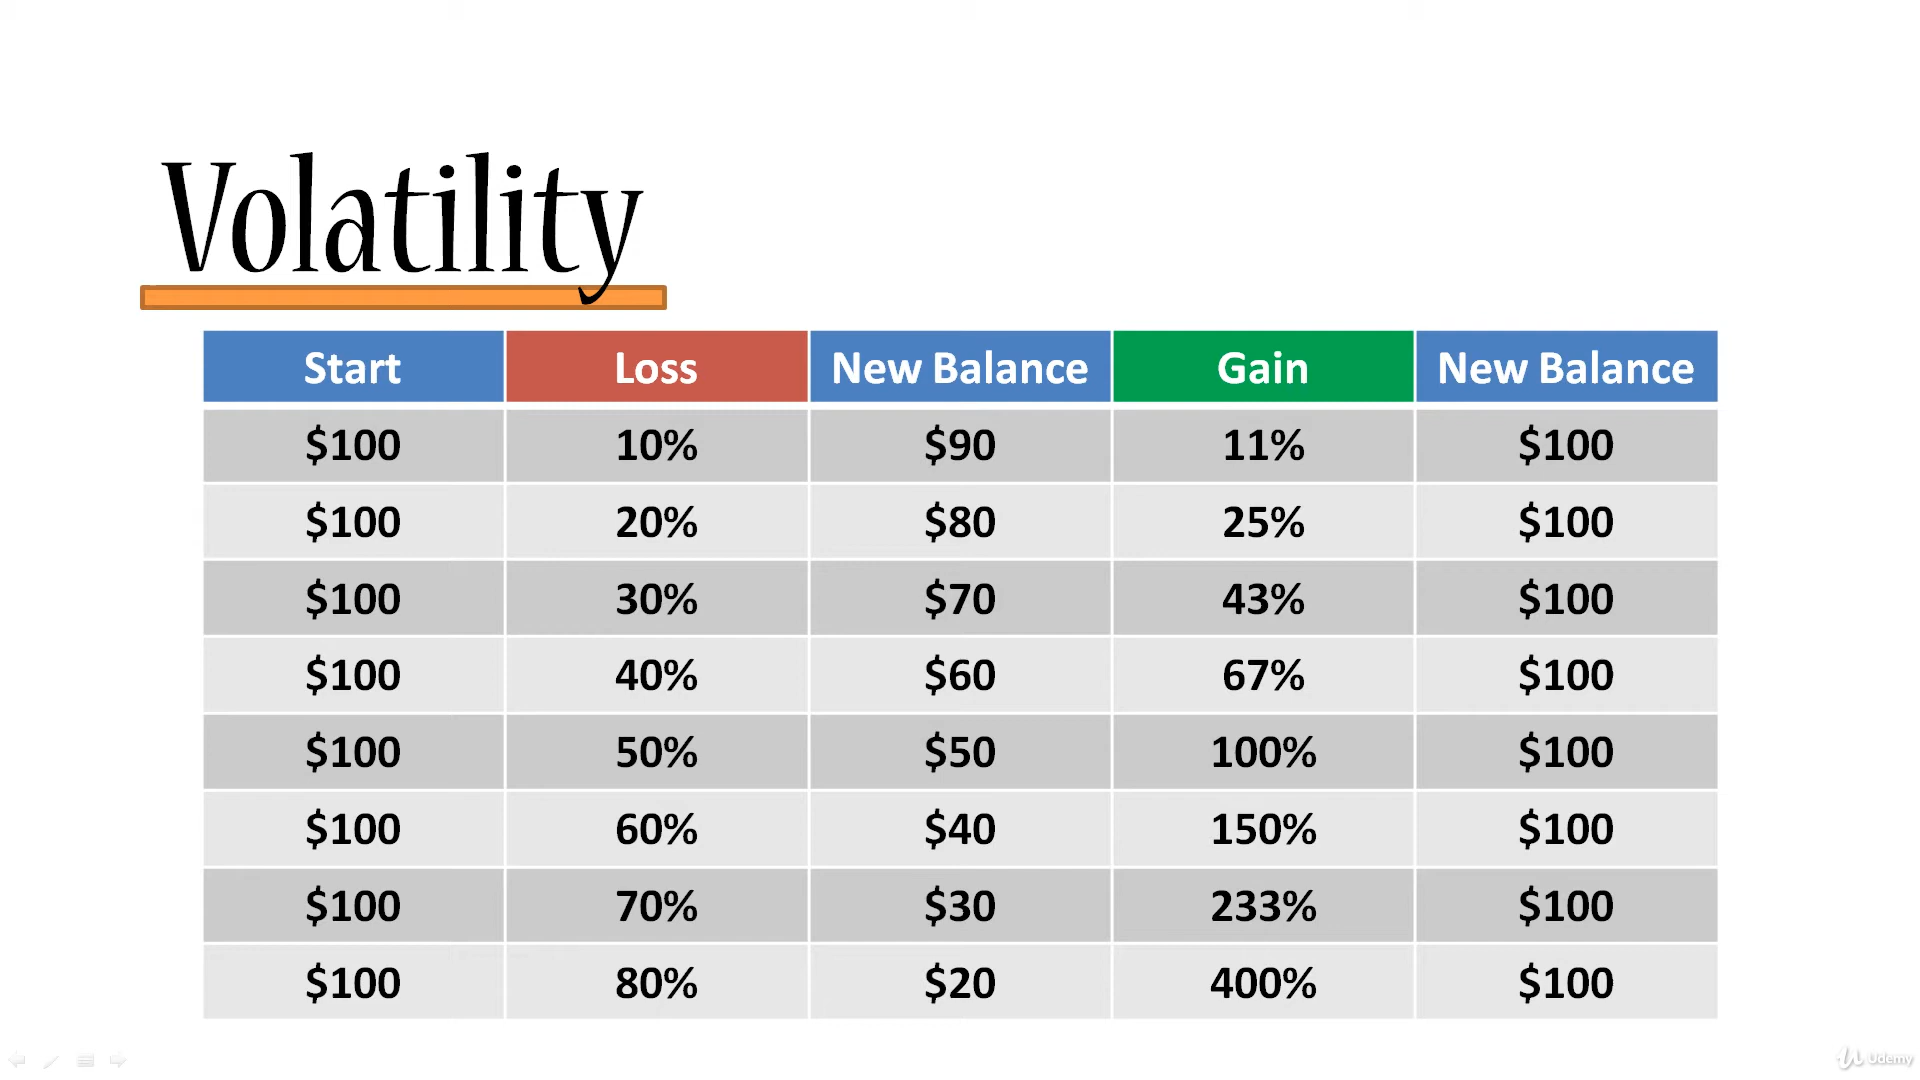 Volatility
Start Loss New Balance Gain New Balance
$100 10% $90 11% $100
$100 20% $80 25% $100
$100 30% $70 43% $100
$100 40% $60 67% $100
$100 50% $50 100% $100
$100 60% $40 150% $100
$100 70% $30 233% $100
$100 80% $20 400% $100
Udemy